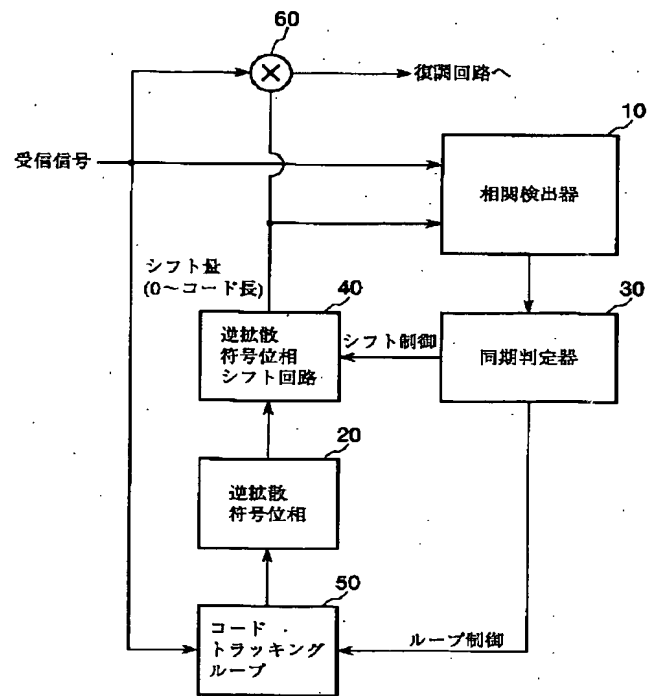 60
復調回路へ
10
受信信号
相関検出器
シフト量
(0～コード長)
40
30
逆拡散
符号位相
シフト回路
シフト制御
同期判定器
20
逆拡散
符号位相
50
コード
トラッキング
ループ
ループ制御